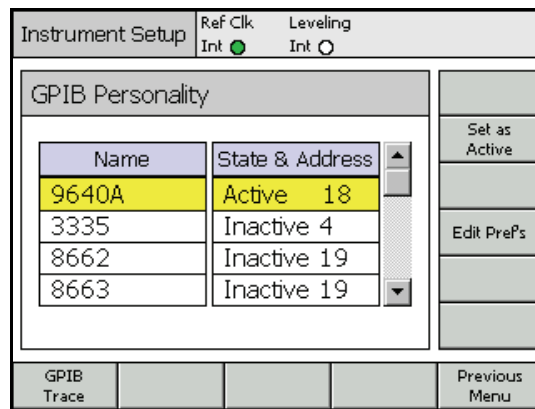 Instrument Setup
Ref Clk Leveling
Int Int
GPIB Personality
Name State & Address
9640A Active 18
3335 Inactive 4
8662 Inactive 19
8663 Inactive 19
Set as
Active
Edit Pref's
GPIB
Trace
Previous
Menu